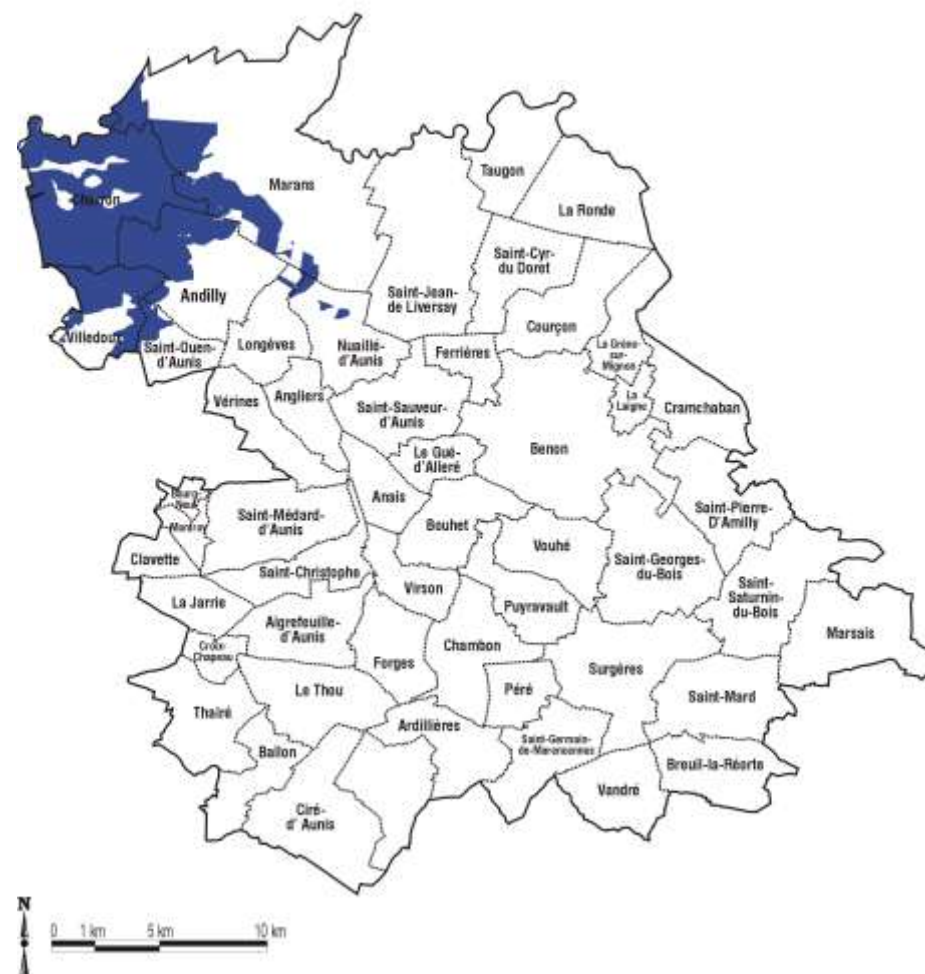 Taugon
Marans
La Ronde
Charron
Saint-Cyr-
du Doret
Andilly
Saint-Jean-
de Liversay
Courçon
Villedoux
Saint-Ouen-
d'Aunis
Longèves
Nuaillé-
d'Aunis
Ferrières
La Grève-
sur-
Mignon
La
Laigne
Cramchaban
Vérines
Angliers
Saint-Sauveur-
d'Aunis
Le Gué-
d'Alleré
Benon
Bourg-
Neuf
Montroy
Saint-Médard-
d'Aunis
Anais
Bouhet
Vouhé
Saint-Pierre-
D'Amilly
Clavette
Saint-Christophe
Virson
Saint-Georges-
du-Bois
Saint-
Saturnin-
du-Bois
La Jarrie
Puyravault
Marsais
Aigrefeuille-
d'Aunis
Croix-
Chapeau
Forges
Chambon
Surgères
Thairé
Le Thou
Péré
Saint-Mard
Ardillières
Ballon
Saint-Germain-
de-Marencennes
Breuil-la-Réorte
Vandré
Ciré-
d' Aunis
N
0 1 km 5 km 10 km